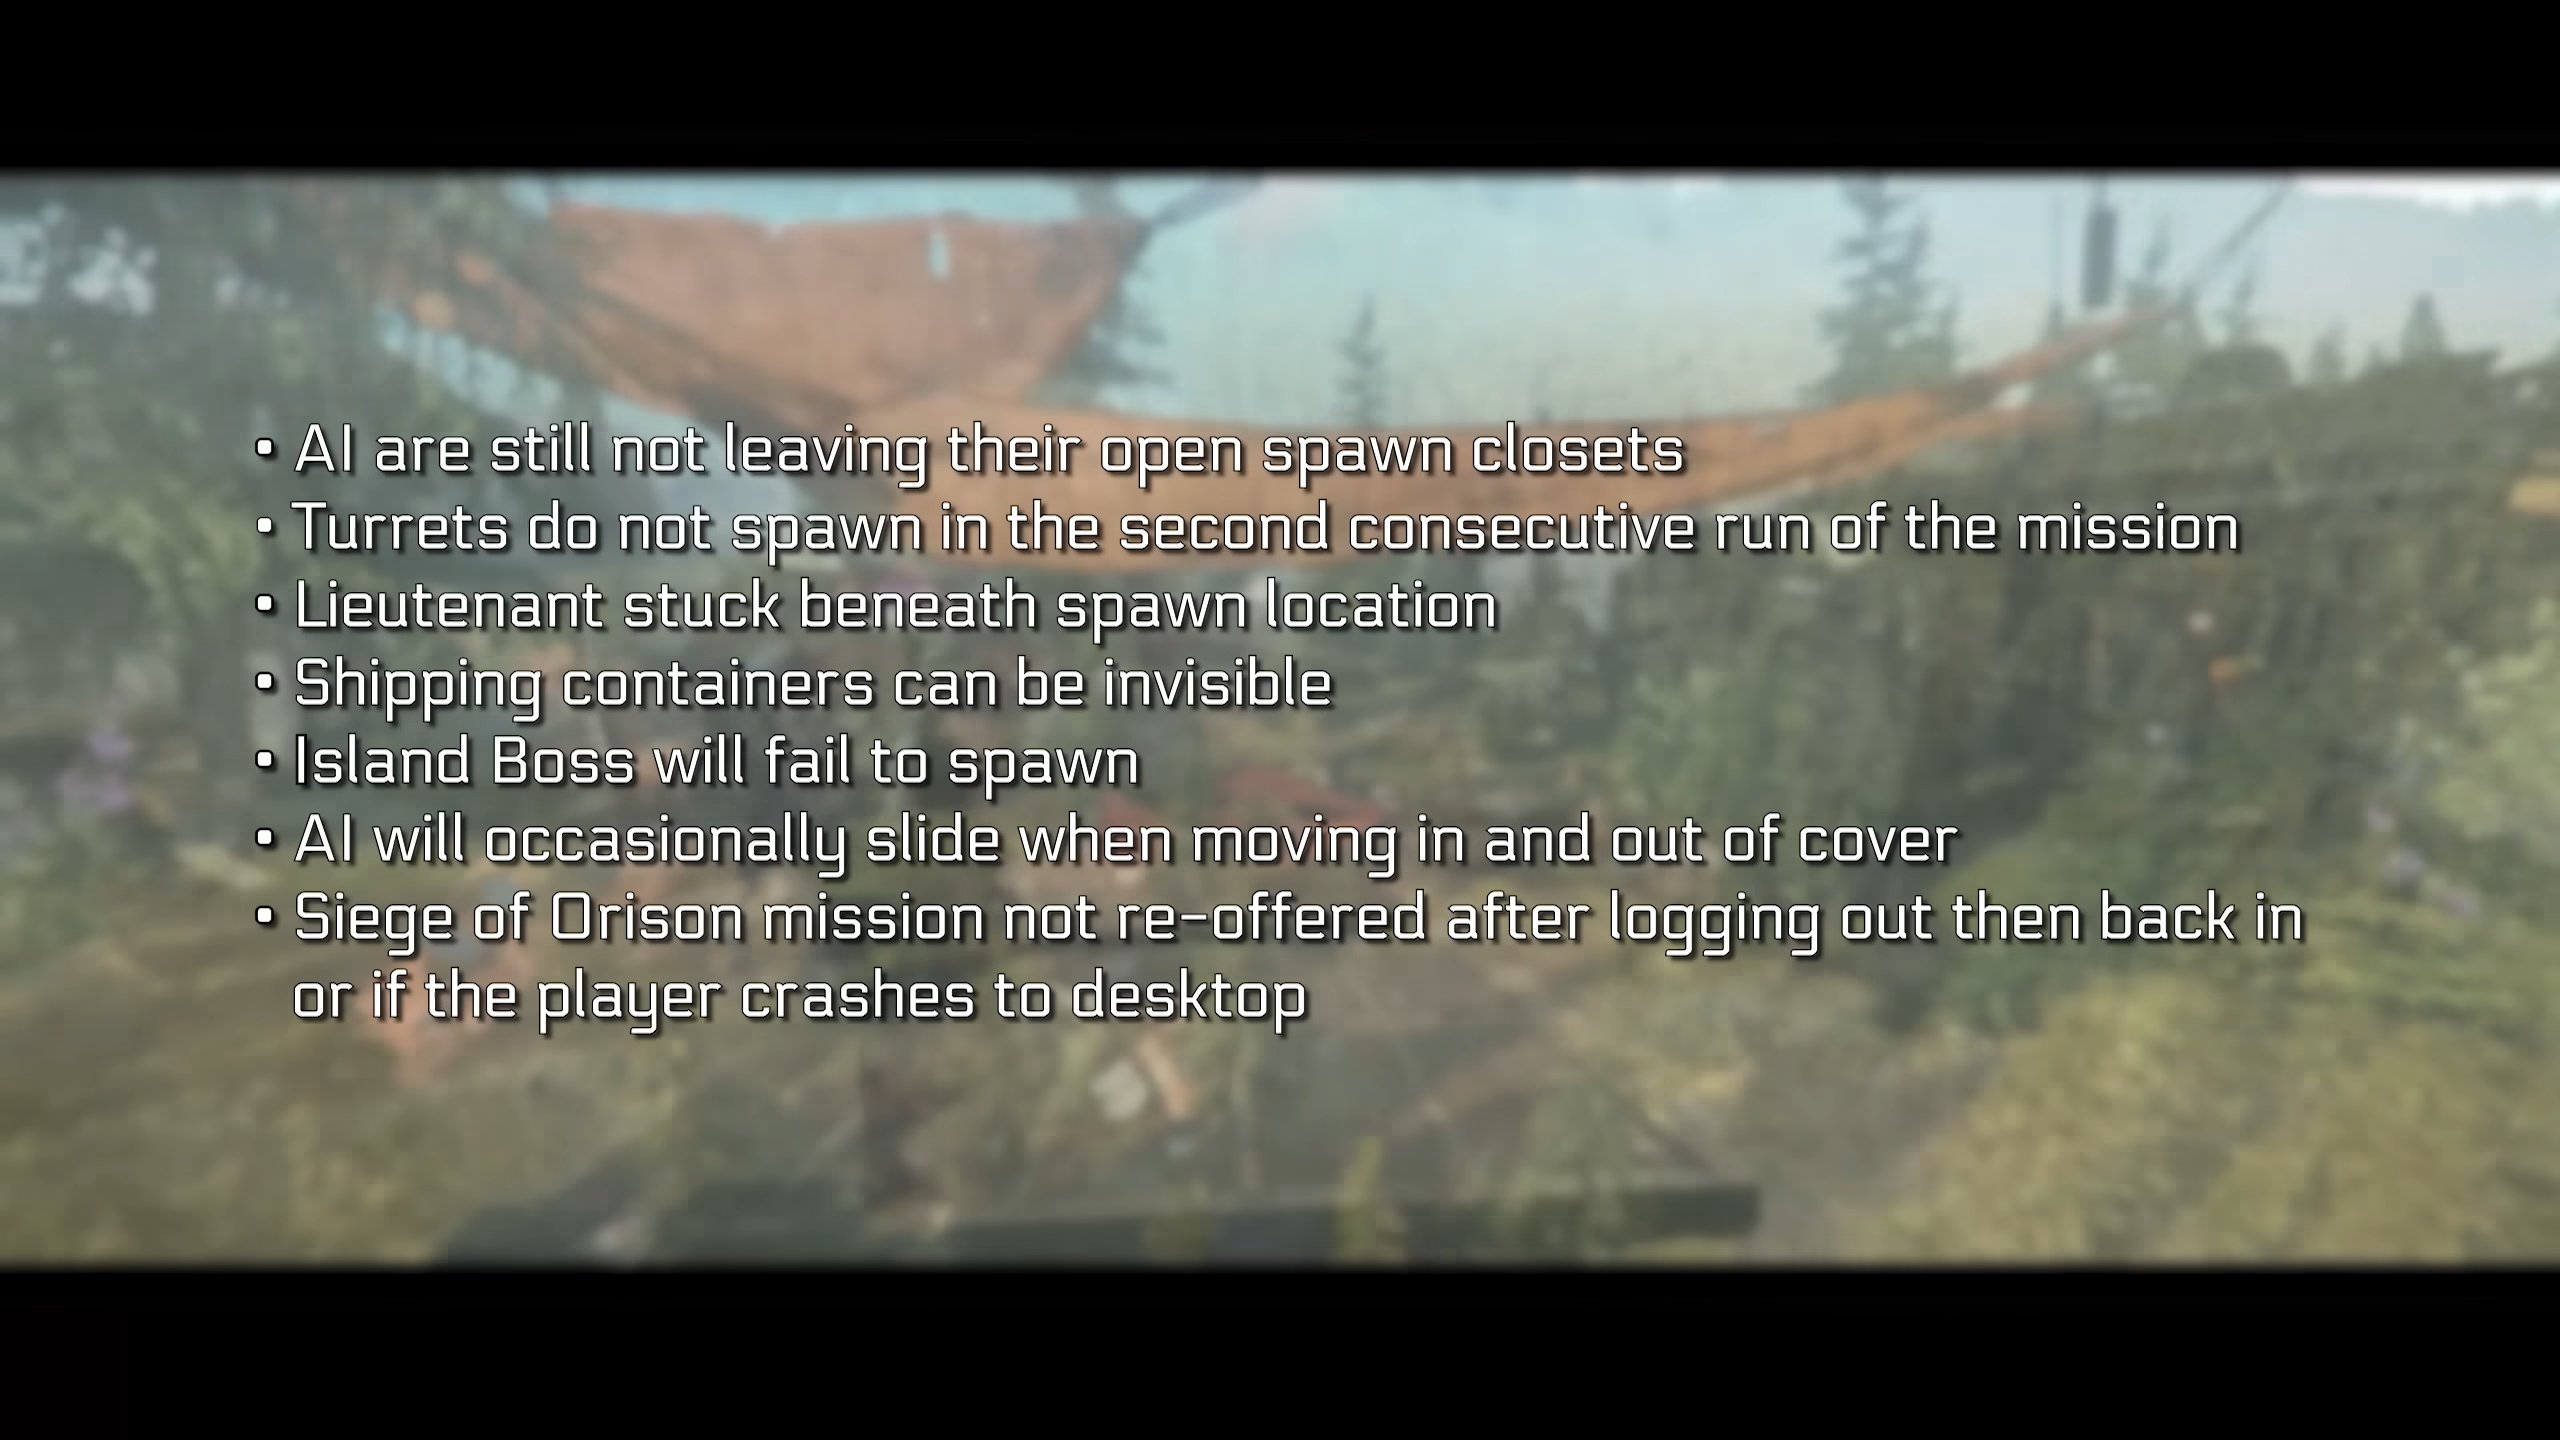 • AI are still not leaving their open spawn closets
• Turrets do not spawn in the second consecutive run of the mission
• Lieutenant stuck beneath spawn location
• Shipping containers can be invisible
• Island Boss will fail to spawn
• AI will occasionally slide when moving in and out of cover
• Siege of Orison mission not re-offered after logging out then back in
or if the player crashes to desktop